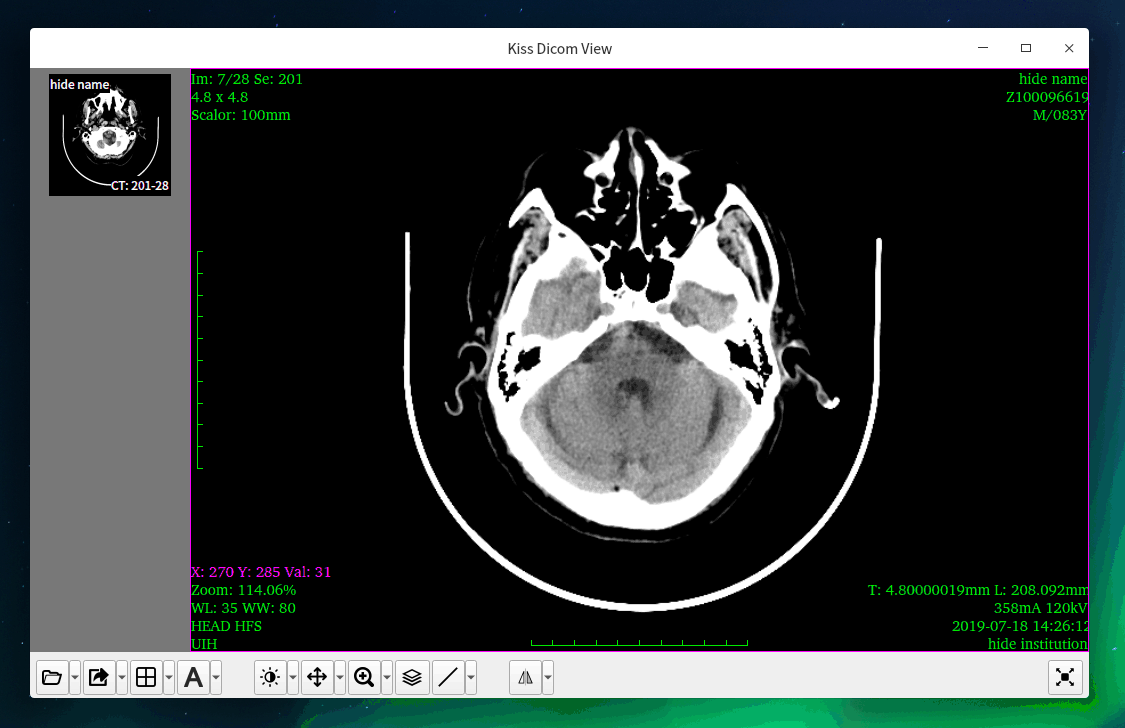 Kiss Dicom View
hide name
CT: 201-28
Im: 7/28 Se: 201
4.8 x 4.8
Scalor: 100mm
hide name
Z100096619
M/083Y
X: 270 Y: 285 Val: 31
Zoom: 114.06%
WL: 35 WW: 80
HEAD HFS
UIH
T: 4.80000019mm L: 208.092mm
358mA 120kV
2019-07-18 14:26:12
hide institution
A